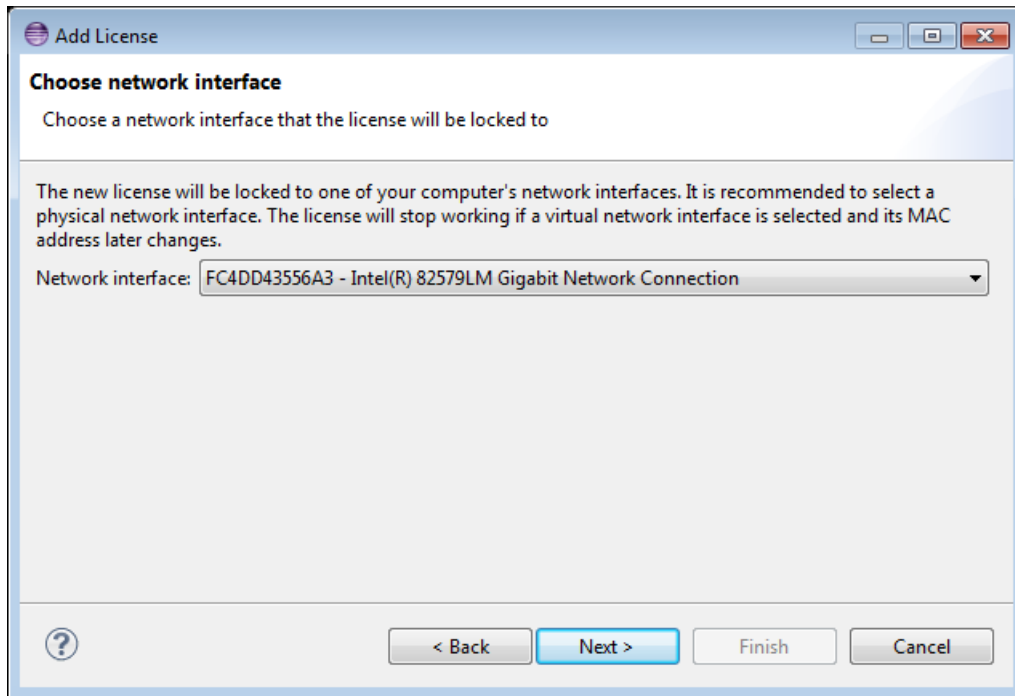 Add License
Choose network interface
Choose a network interface that the license will be locked to
The new license will be locked to one of your computer's network interfaces. It is recommended to select a
physical network interface. The license will stop working if a virtual network interface is selected and its MAC
address later changes.
Network interface: FC4DD43556A3 - Intel(R) 82579LM Gigabit Network Connection
?
< Back Next > Finish Cancel